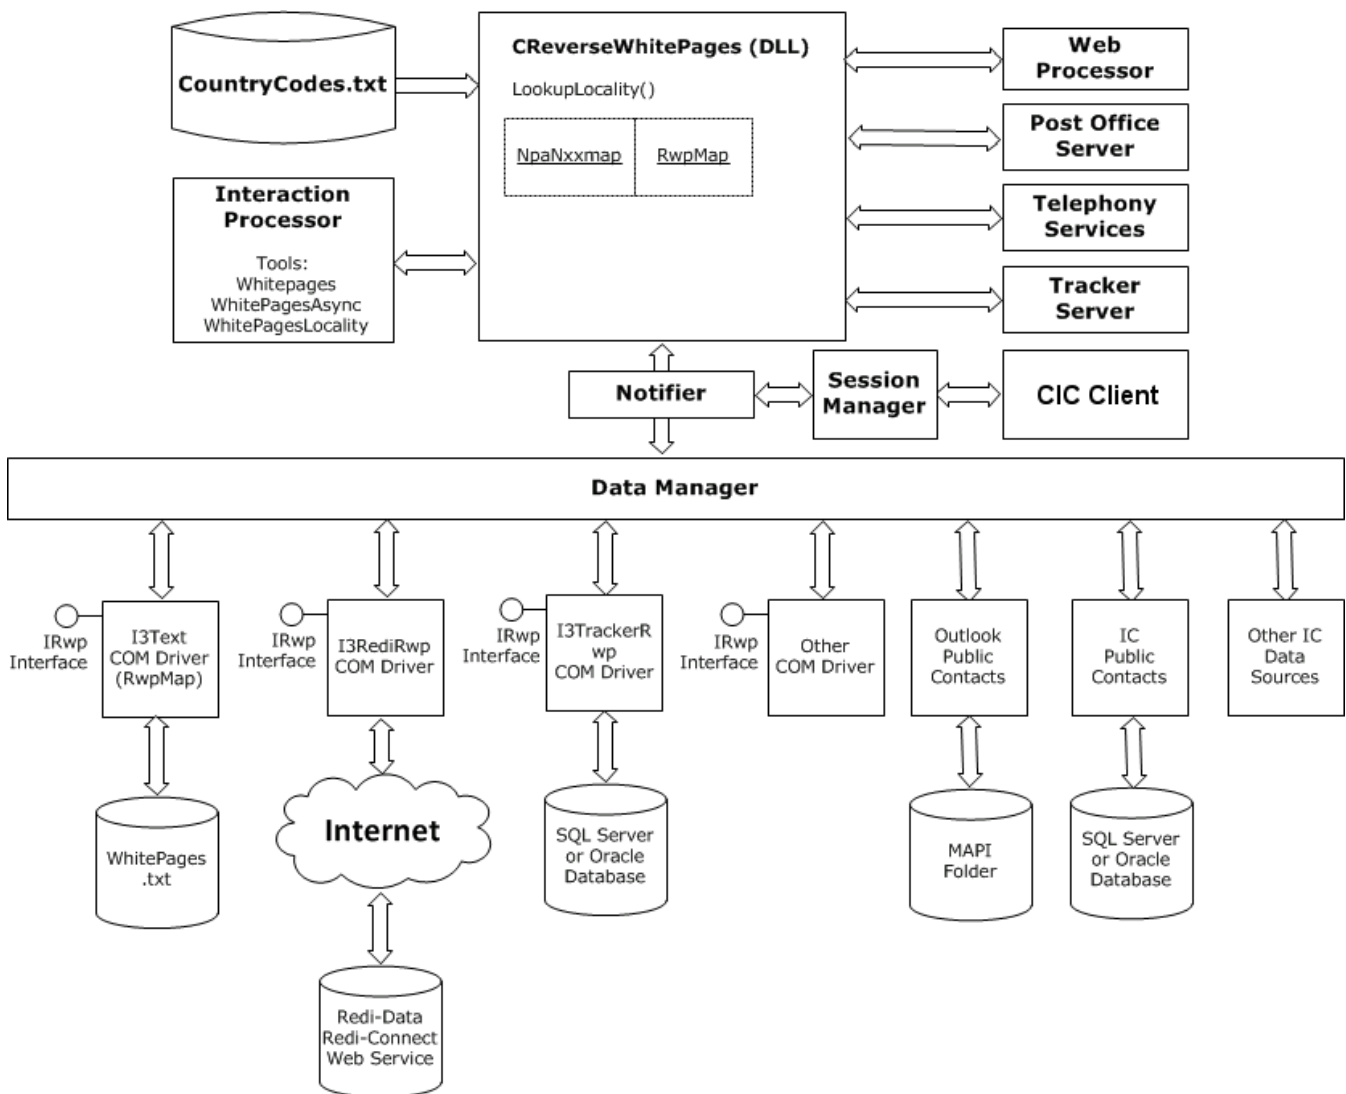 CountryCodes.txt
CReverseWhitePages (DLL)
LookupLocality()
NpaNxxmap
RwpMap
Web
Processor
Post Office
Server
Telephony
Services
Tracker
Server
Interaction
Processor
Tools:
Whitepages
WhitePagesAsync
WhitePagesLocality
Notifier
Session
Manager
CIC Client
Data Manager
IRwp
Interface
I3Text
COM Driver
(RwpMap)
IRwp
Interface
I3RediRwp
COM Driver
IRwp
Interface
I3TrackerR
wp
COM Driver
IRwp
Interface
Other
COM Driver
Outlook
Public
Contacts
IC
Public
Contacts
Other IC
Data
Sources
WhitePages
.txt
Internet
SQL Server
or Oracle
Database
MAPI
Folder
SQL Server
or Oracle
Database
Redi-Data
Redi-Connect
Web Service